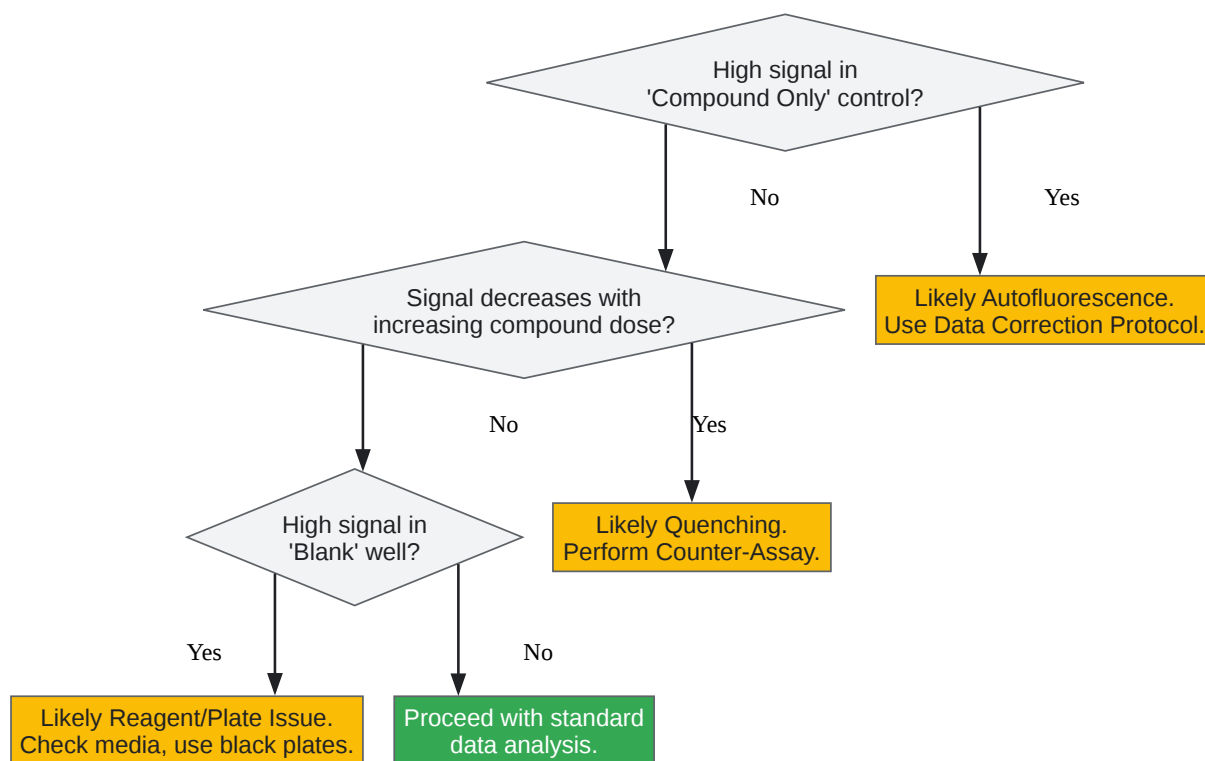 High signal in
'Compound Only' control?
No
Yes
Signal decreases with
increasing compound dose?
Likely Autofluorescence.
Use Data Correction Protocol.
No
Yes
High signal in
'Blank' well?
Likely Quenching.
Perform Counter-Assay.
Yes
No
Likely Reagent/Plate Issue.
Check media, use black plates.
Proceed with standard
data analysis.